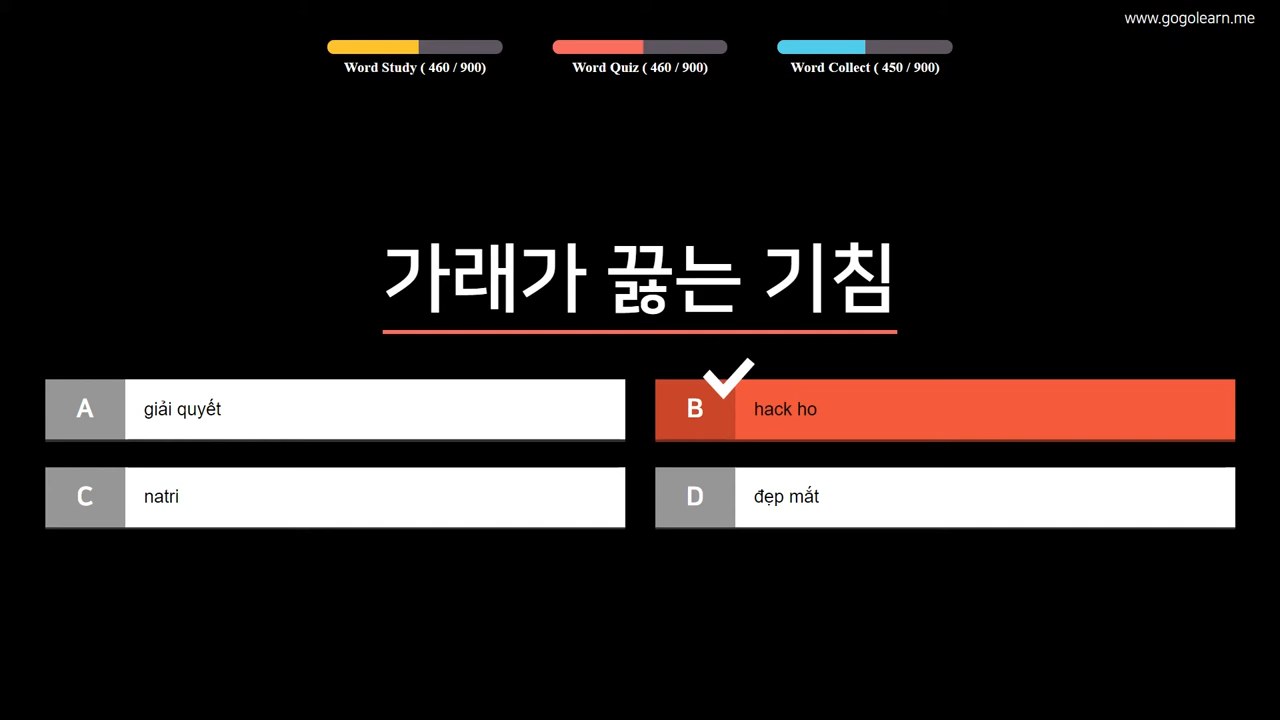 www.gogolearn.me
Word Study ( 460 / 900)
Word Quiz ( 460 / 900)
Word Collect ( 450 / 900)
가래가 끓는 기침
A giải quyết
B hack ho
C natri
D đẹp mắt